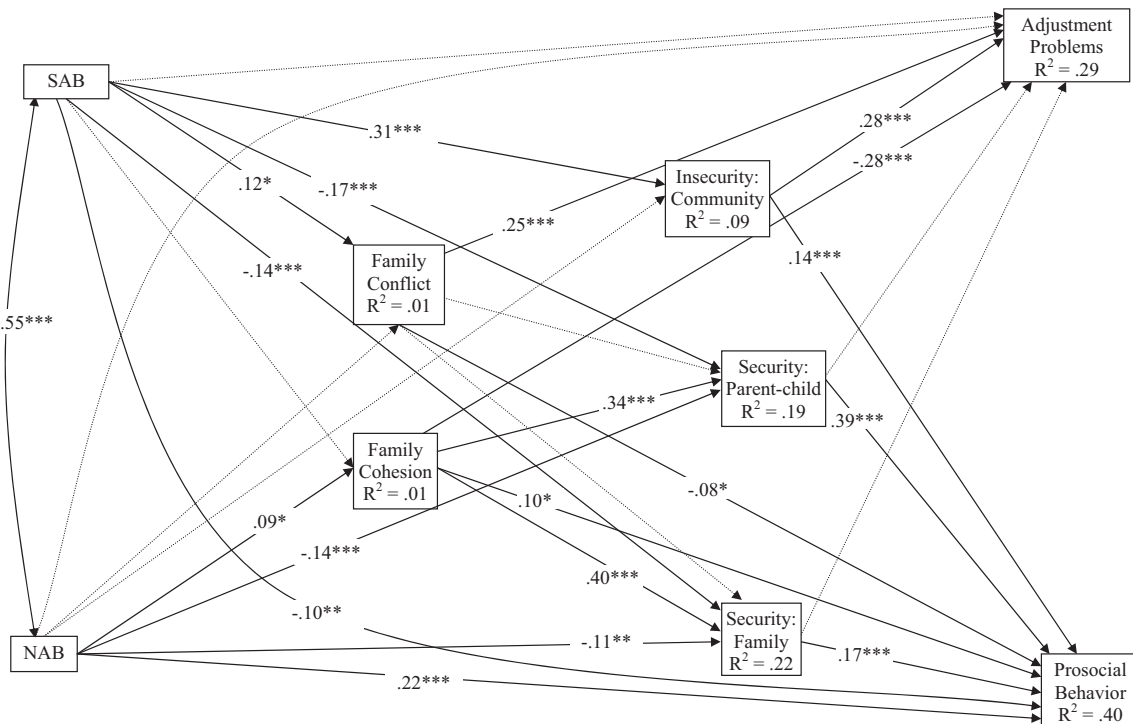 Adjustment
Problems
R² = .29
SAB
.31***
.28***
-.28***
.12*
-.17***
Insecurity:
Community
R² = .09
.25***
.14***
Family
Conflict
R² = .01
-.14***
.55***
Security:
Parent-child
R² = .19
.34***
.39***
Family
Cohesion
R² = .01
-.08*
.10*
.09*
-.14***
.40***
-.10**
Security:
Family
R² = .22
NAB
-.11**
.17***
.22***
Prosocial
Behavior
R² = .40